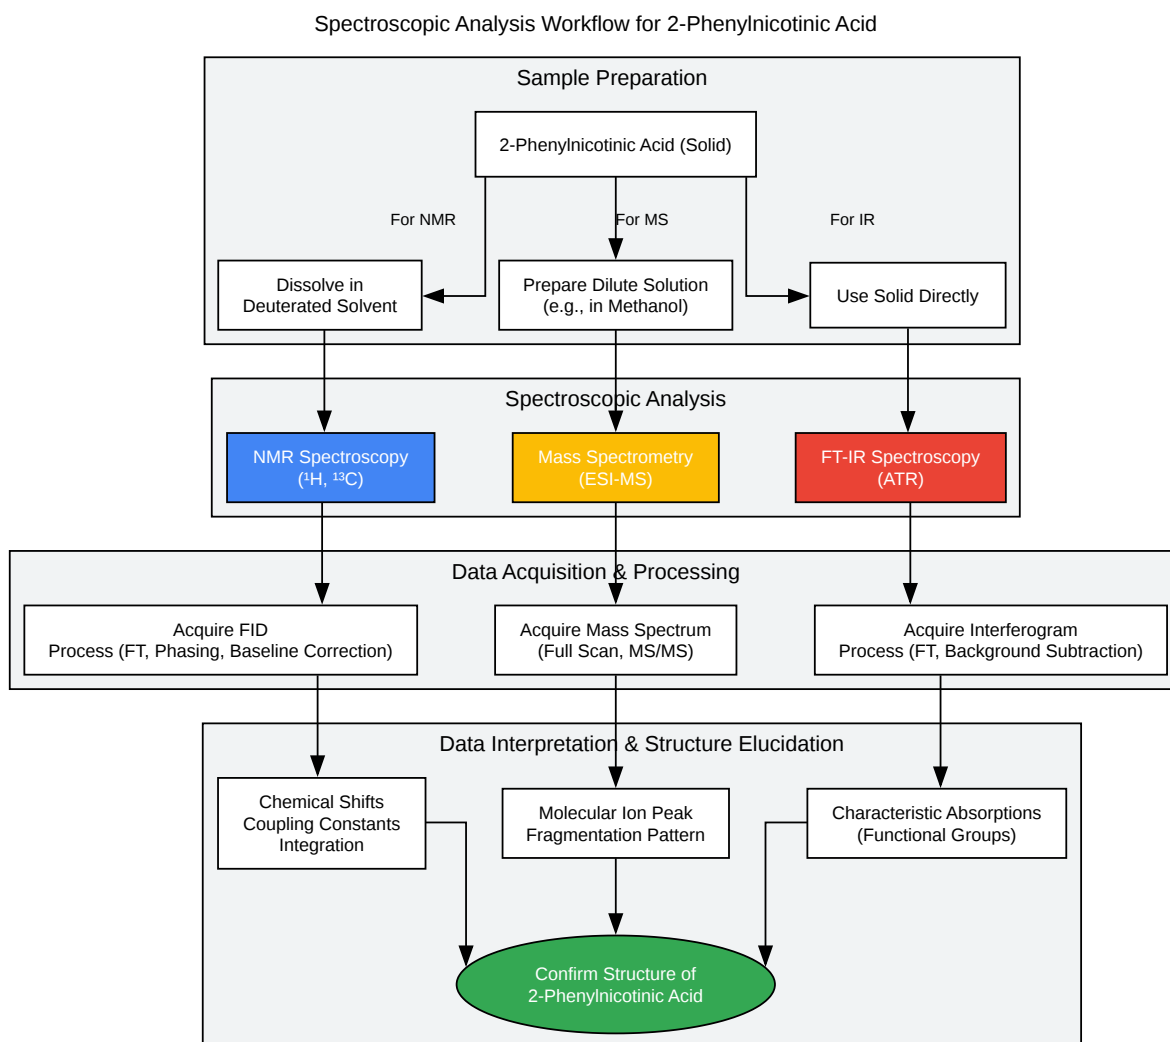 Spectroscopic Analysis Workflow for 2-Phenylnicotinic Acid
Sample Preparation
2-Phenylnicotinic Acid (Solid)
For NMR
For MS
For IR
Dissolve in
Deuterated Solvent
Prepare Dilute Solution
(e.g., in Methanol)
Use Solid Directly
Spectroscopic Analysis
NMR Spectroscopy
(¹H, ¹³C)
Mass Spectrometry
(ESI-MS)
FT-IR Spectroscopy
(ATR)
Data Acquisition & Processing
Acquire FID
Process (FT, Phasing, Baseline Correction)
Acquire Mass Spectrum
(Full Scan, MS/MS)
Acquire Interferogram
Process (FT, Background Subtraction)
Data Interpretation & Structure Elucidation
Chemical Shifts
Coupling Constants
Integration
Molecular Ion Peak
Fragmentation Pattern
Characteristic Absorptions
(Functional Groups)
Confirm Structure of
2-Phenylnicotinic Acid